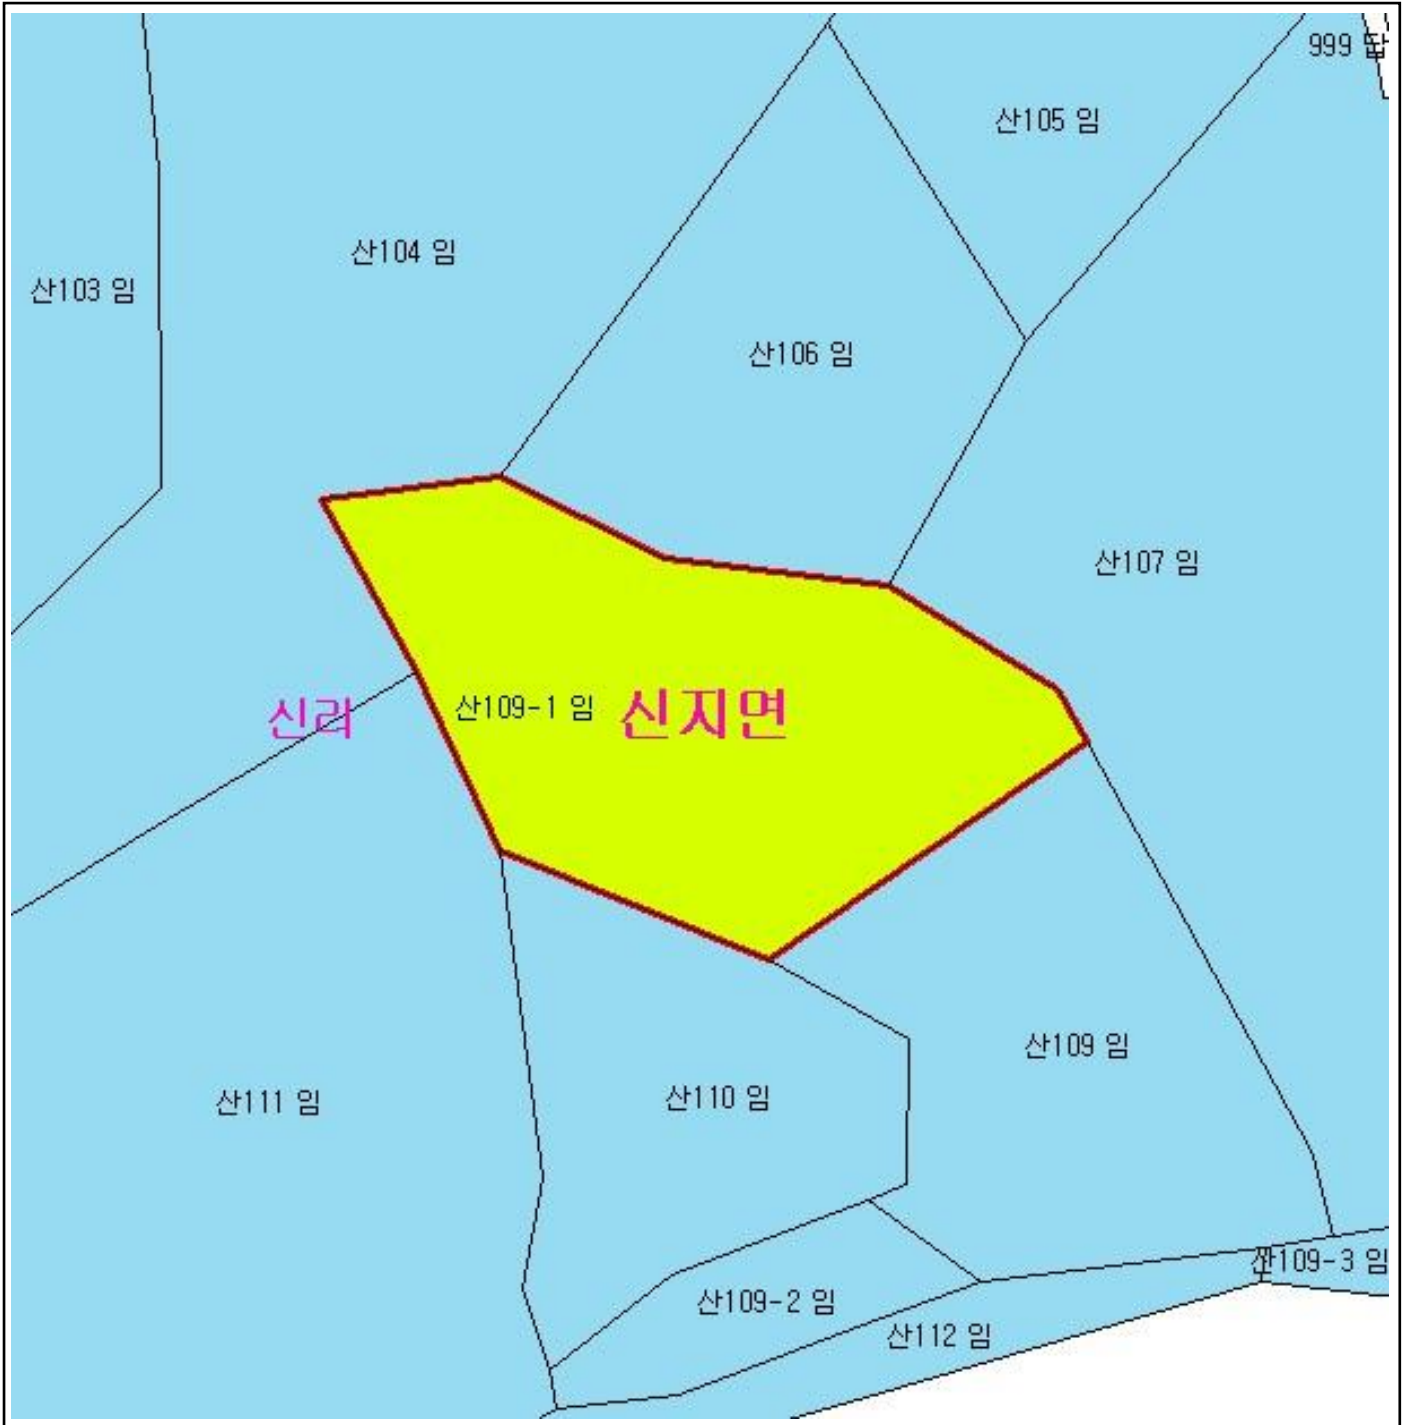 999 답
산105 임
산104 임
산103 임
산106 임
산107 임
신리
산109-1 임
신지면
산109 임
산111 임
산110 임
산109-3 임
산109-2 임
산112 임